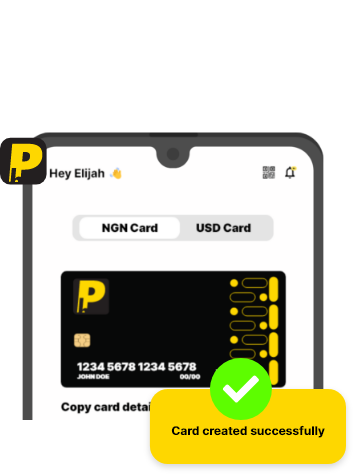 Hey Elijah 👋
NGN Card USD Card
1234 5678 1234 5678
JOHN DOE 00/00
Copy card detai
Card created successfully